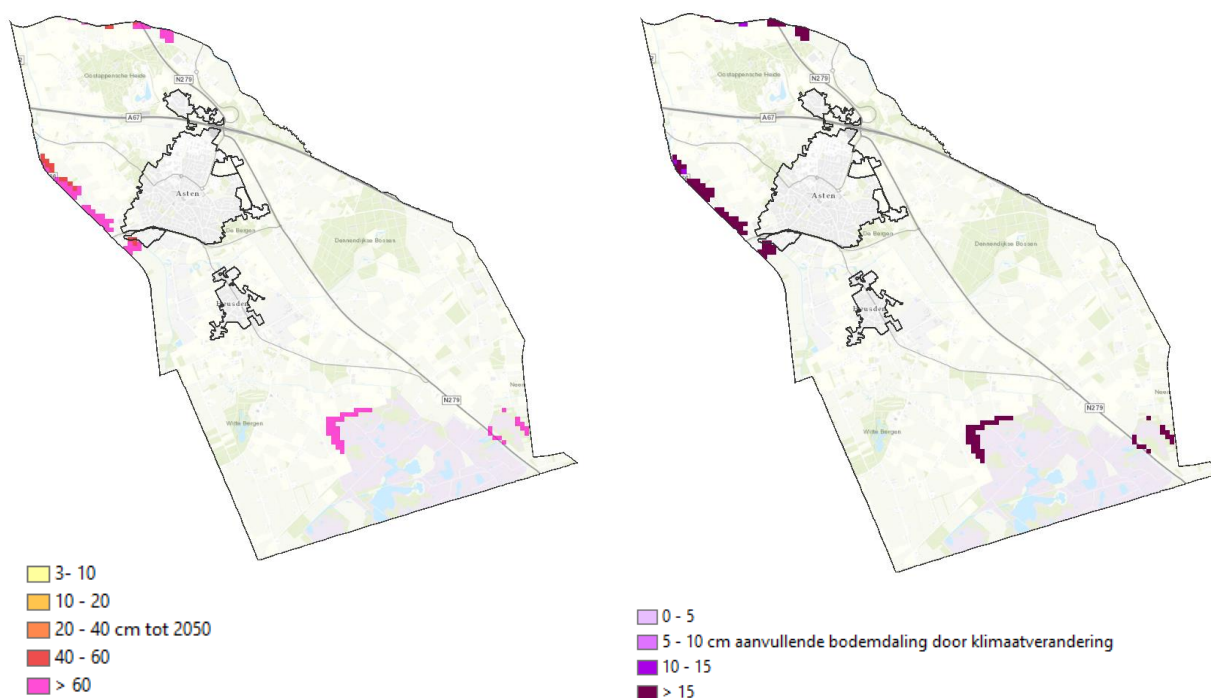 Oostappensche Heide
N279
A67
Asten
De Bergen
Dennendijkse Bossen
Heusden
N279
Witte Bergen
3- 10
10 - 20
20 - 40 cm tot 2050
40 - 60
> 60
Oostappensche Heide
N279
A67
Asten
De Bergen
Dennendijkse Bossen
Heusden
N279
Witte Bergen
0 - 5
5 - 10 cm aanvullende bodemdaling door klimaatverandering
10 - 15
> 15